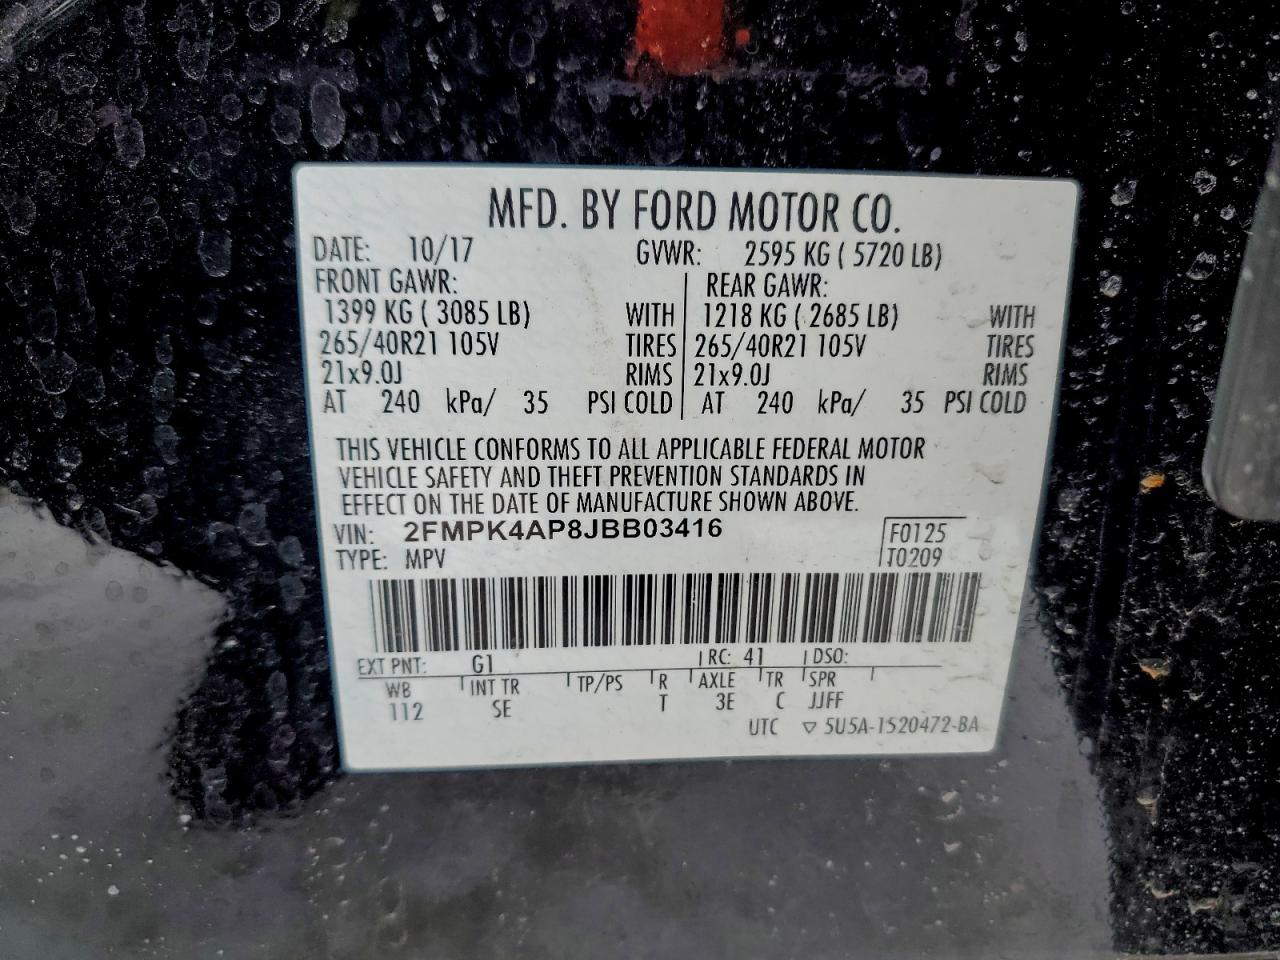 MFD. BY FORD MOTOR CO.
DATE: 10/17 GVWR: 2595 KG ( 5720 LB)
FRONT GAWR: REAR GAWR:
1399 KG ( 3085 LB) WITH 1218 KG ( 2685 LB) WITH
265/40R21 105V TIRES 265/40R21 105V TIRES
21x9.0J RIMS 21x9.0J RIMS
AT 240 kPa/ 35 PSI COLD AT 240 kPa/ 35 PSI COLD
THIS VEHICLE CONFORMS TO ALL APPLICABLE FEDERAL MOTOR
VEHICLE SAFETY AND THEFT PREVENTION STANDARDS IN
EFFECT ON THE DATE OF MANUFACTURE SHOWN ABOVE.
VIN: 2FMPK4AP8JBB03416 F0125
TYPE: MPV T0209
EXT PNT: G1 RC: 41 DSO:
WB INT TR TP/PS R AXLE TR SPR
112 SE T 3E C JJFF
UTC ▽ 5U5A-1520472-BA